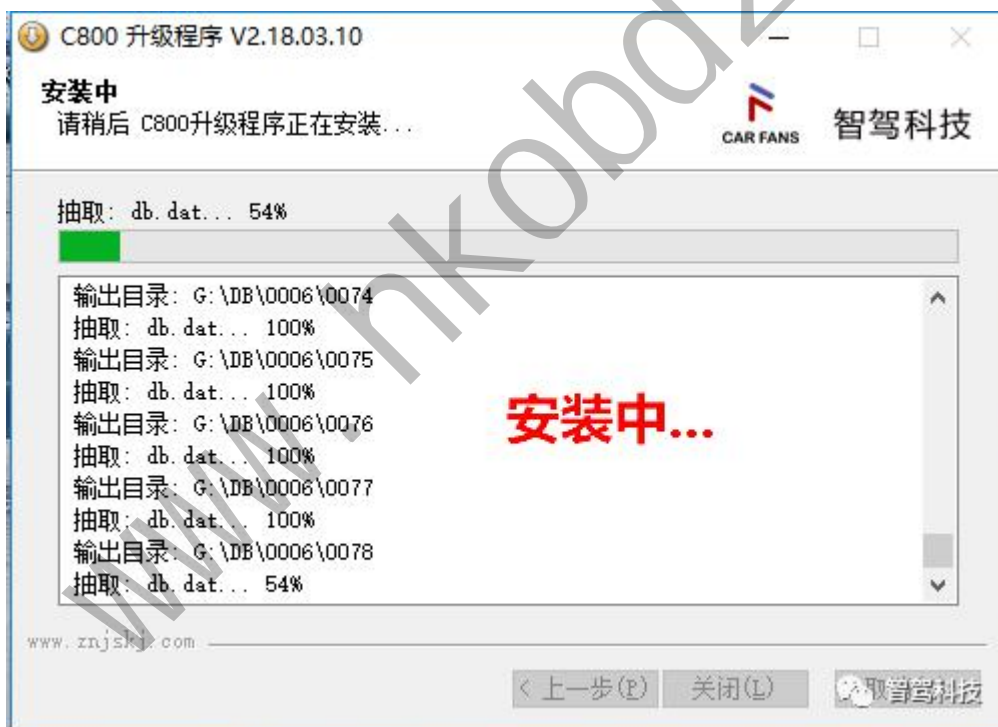 C800 升级程序 V2.18.03.10
安装中
请稍后 C800升级程序正在安装...
CAR FANS
智驾科技
抽取: db.dat... 54%
输出目录: G:\DB\0006\0074
抽取: db.dat... 100%
输出目录: G:\DB\0006\0075
抽取: db.dat... 100%
输出目录: G:\DB\0006\0076
抽取: db.dat... 100%
输出目录: G:\DB\0006\0077
抽取: db.dat... 100%
输出目录: G:\DB\0006\0078
抽取: db.dat... 54%
安装中...
www.znjskj.com
< 上一步(P)
关闭(L)
取
智驾科技
www.hkobd2